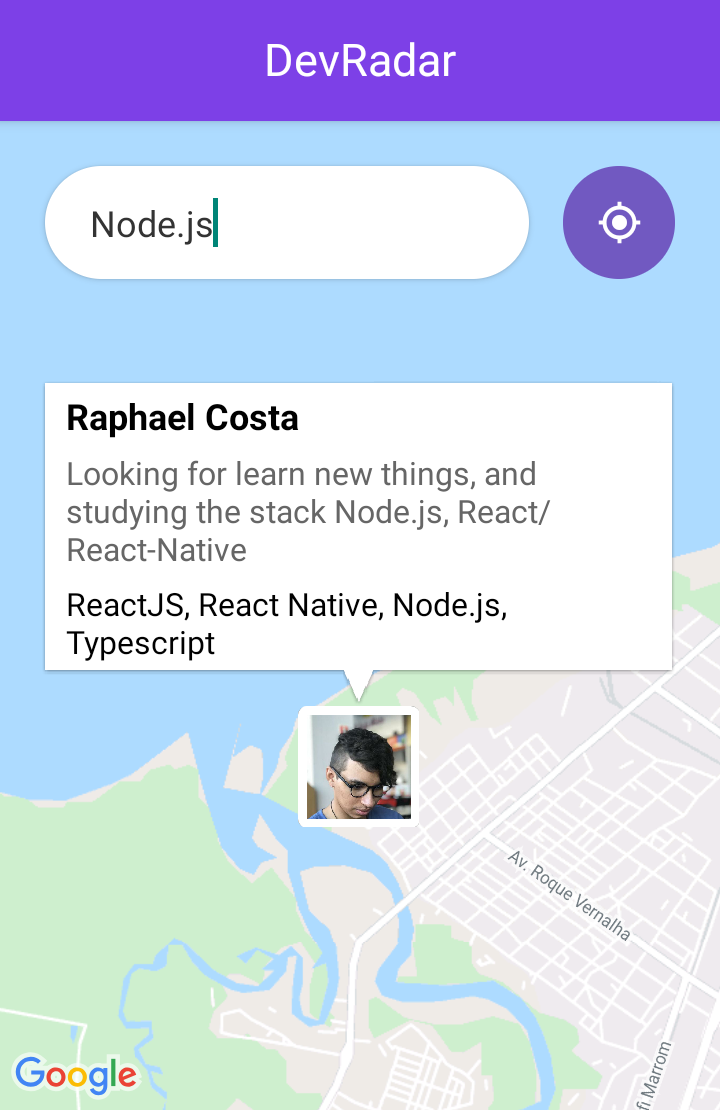 DevRadar
Node.js
Raphael Costa
Looking for learn new things, and
studying the stack Node.js, React/
React-Native
ReactJS, React Native, Node.js,
Typescript
Av. Roque Vernalha
Marrom
Google